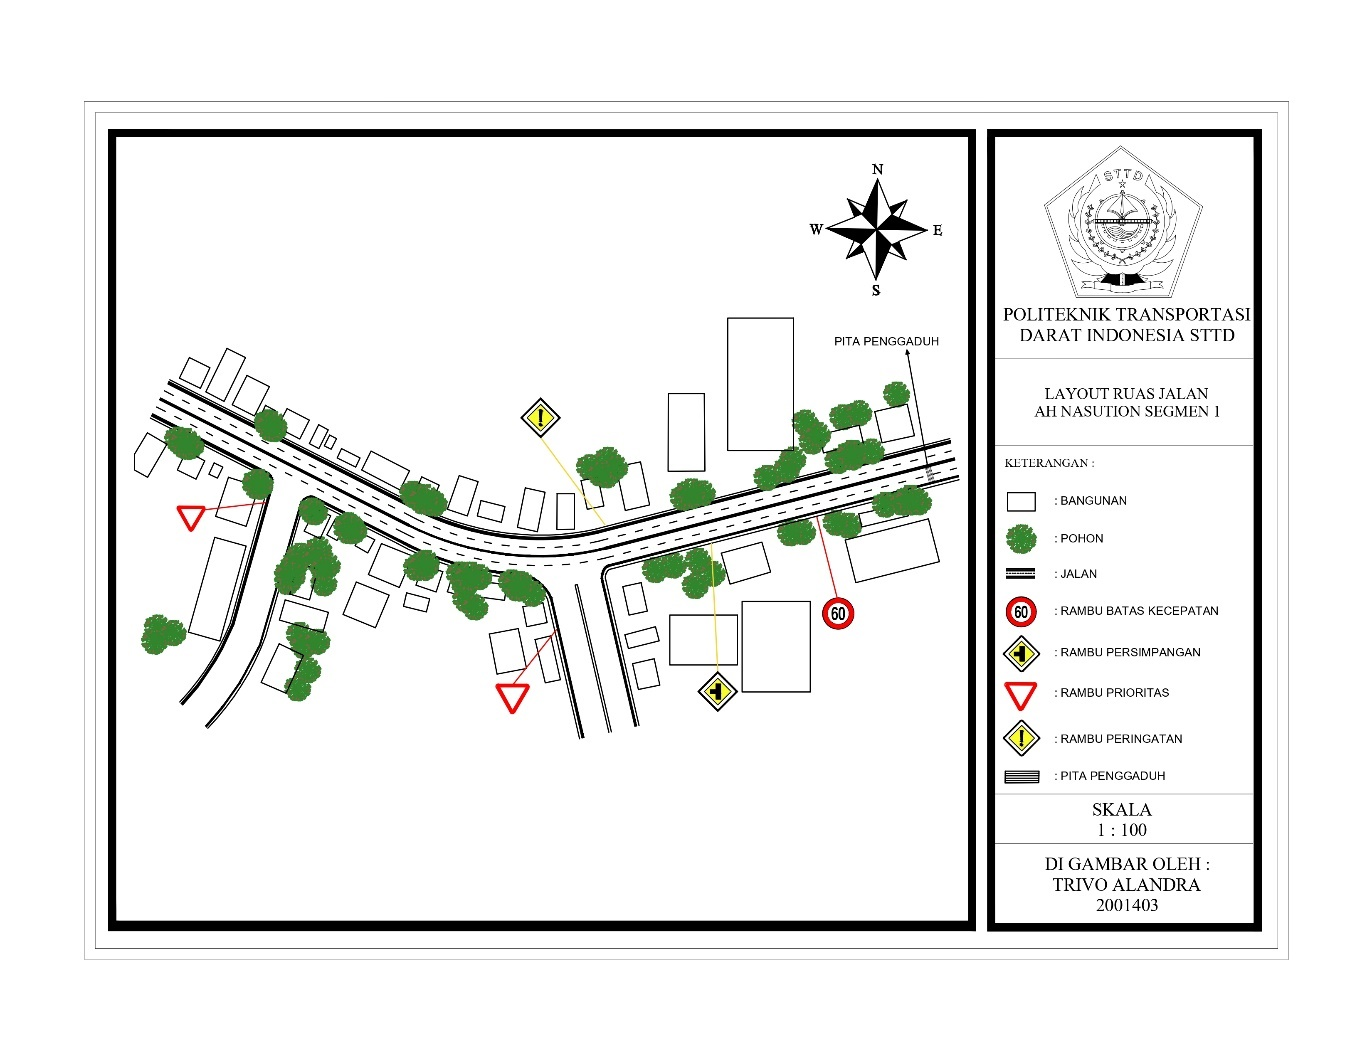 N
W
E
S
PITA PENGGADUH
!
60
STTD
POLITEKNIK TRANSPORTASI
DARAT INDONESIA STTD
LAYOUT RUAS JALAN
AH NASUTION SEGMEN 1
KETERANGAN :
: BANGUNAN
: POHON
: JALAN
60 : RAMBU BATAS KECEPATAN
: RAMBU PERSIMPANGAN
: RAMBU PRIORITAS
! : RAMBU PERINGATAN
: PITA PENGGADUH
SKALA
1 : 100
DI GAMBAR OLEH :
TRIVO ALANDRA
2001403